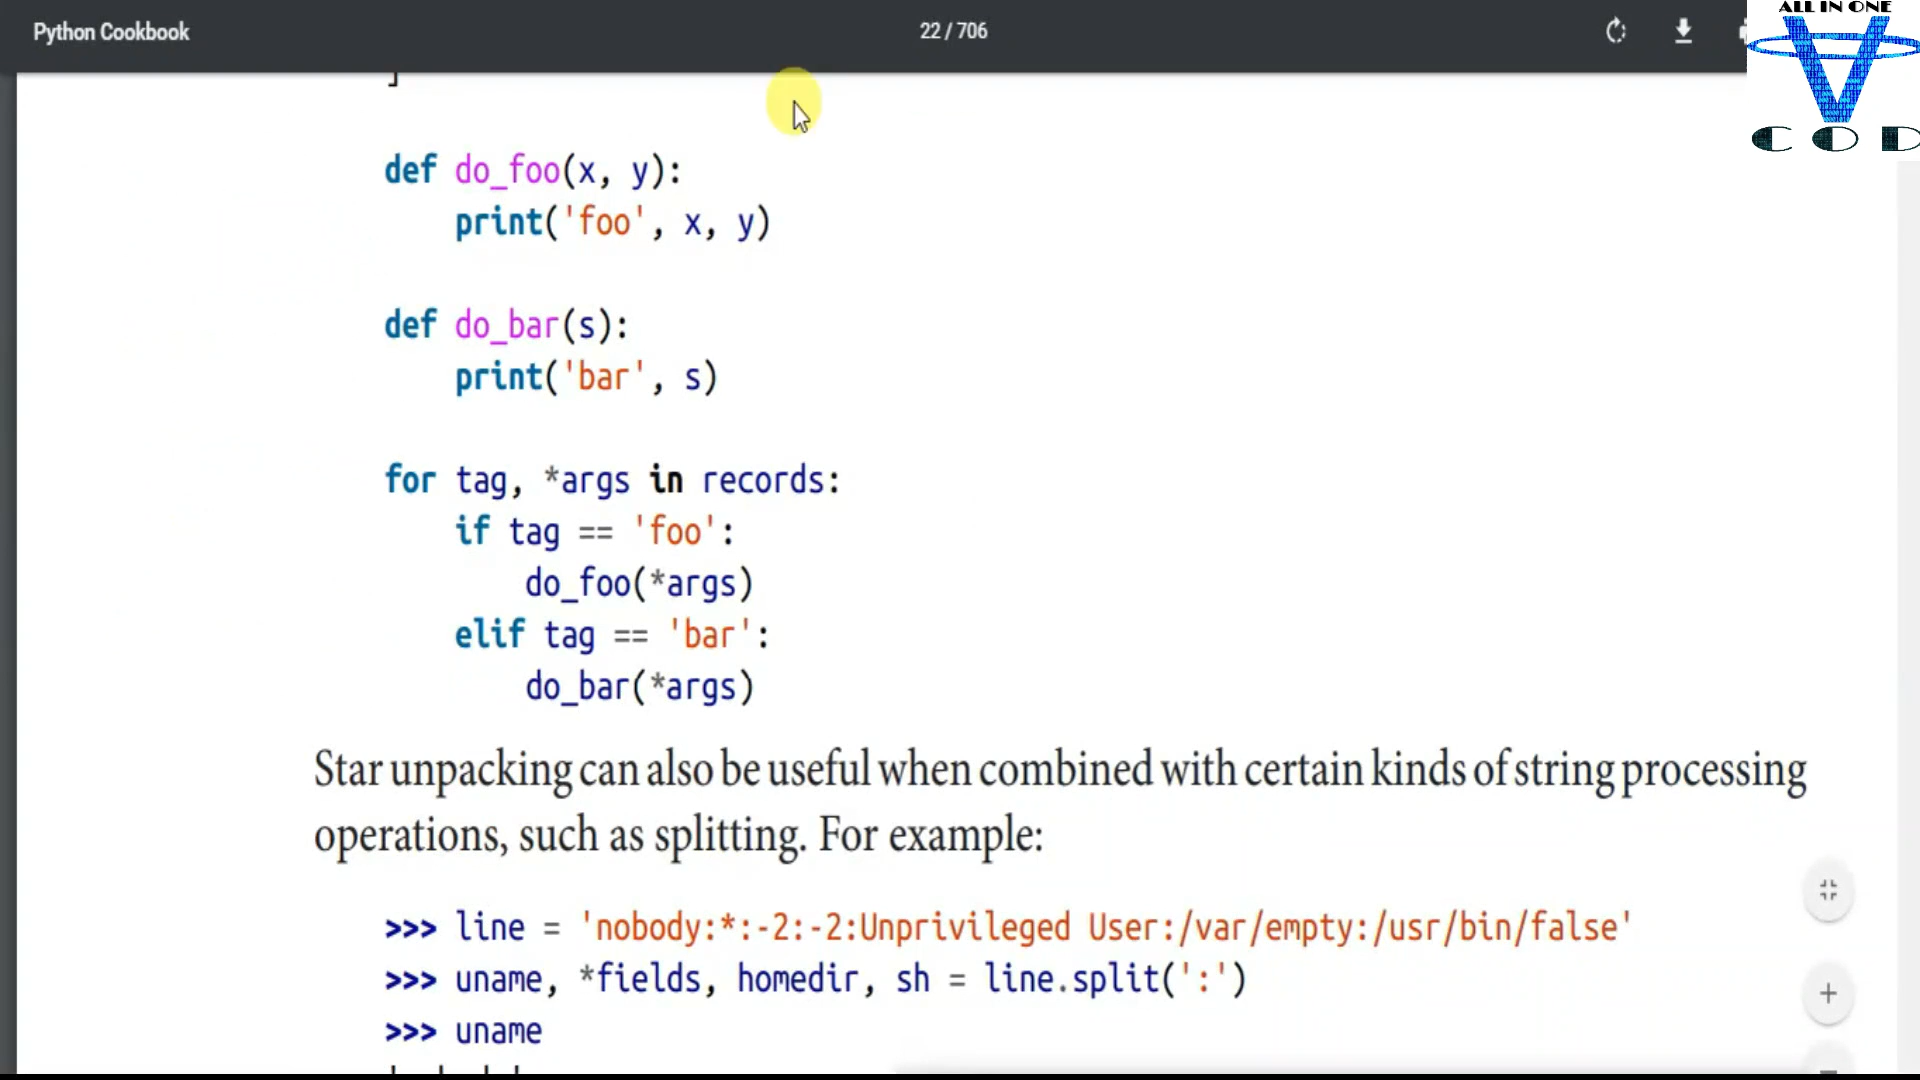 Python Cookbook
22 / 706
ALL IN ONE
COD
]
def do_foo(x, y):
    print('foo', x, y)
def do_bar(s):
    print('bar', s)
for tag, *args in records:
    if tag == 'foo':
        do_foo(*args)
    elif tag == 'bar':
        do_bar(*args)
Star unpacking can also be useful when combined with certain kinds of string processing
operations, such as splitting. For example:
>>> line = 'nobody:*:-2:-2:Unprivileged User:/var/empty:/usr/bin/false'
>>> uname, *fields, homedir, sh = line.split(':')
>>> uname